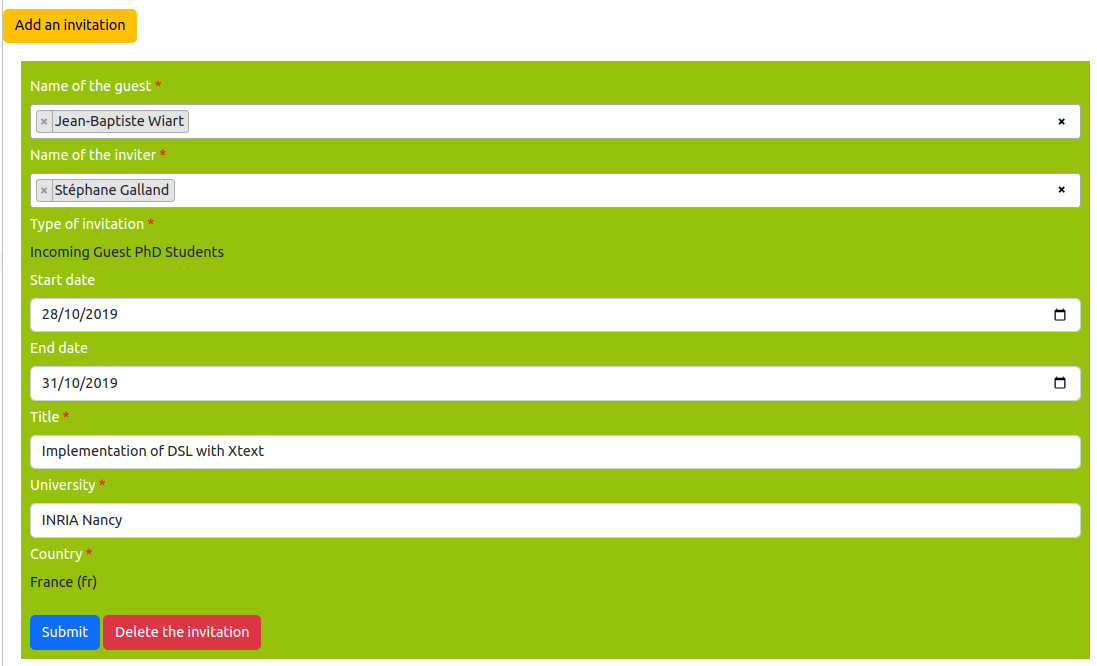 Add an invitation
Name of the guest *
× Jean-Baptiste Wiart ×
Name of the inviter *
× Stéphane Galland ×
Type of invitation *
Incoming Guest PhD Students
Start date
28/10/2019
End date
31/10/2019
Title *
Implementation of DSL with Xtext
University *
INRIA Nancy
Country *
France (fr)
Submit Delete the invitation